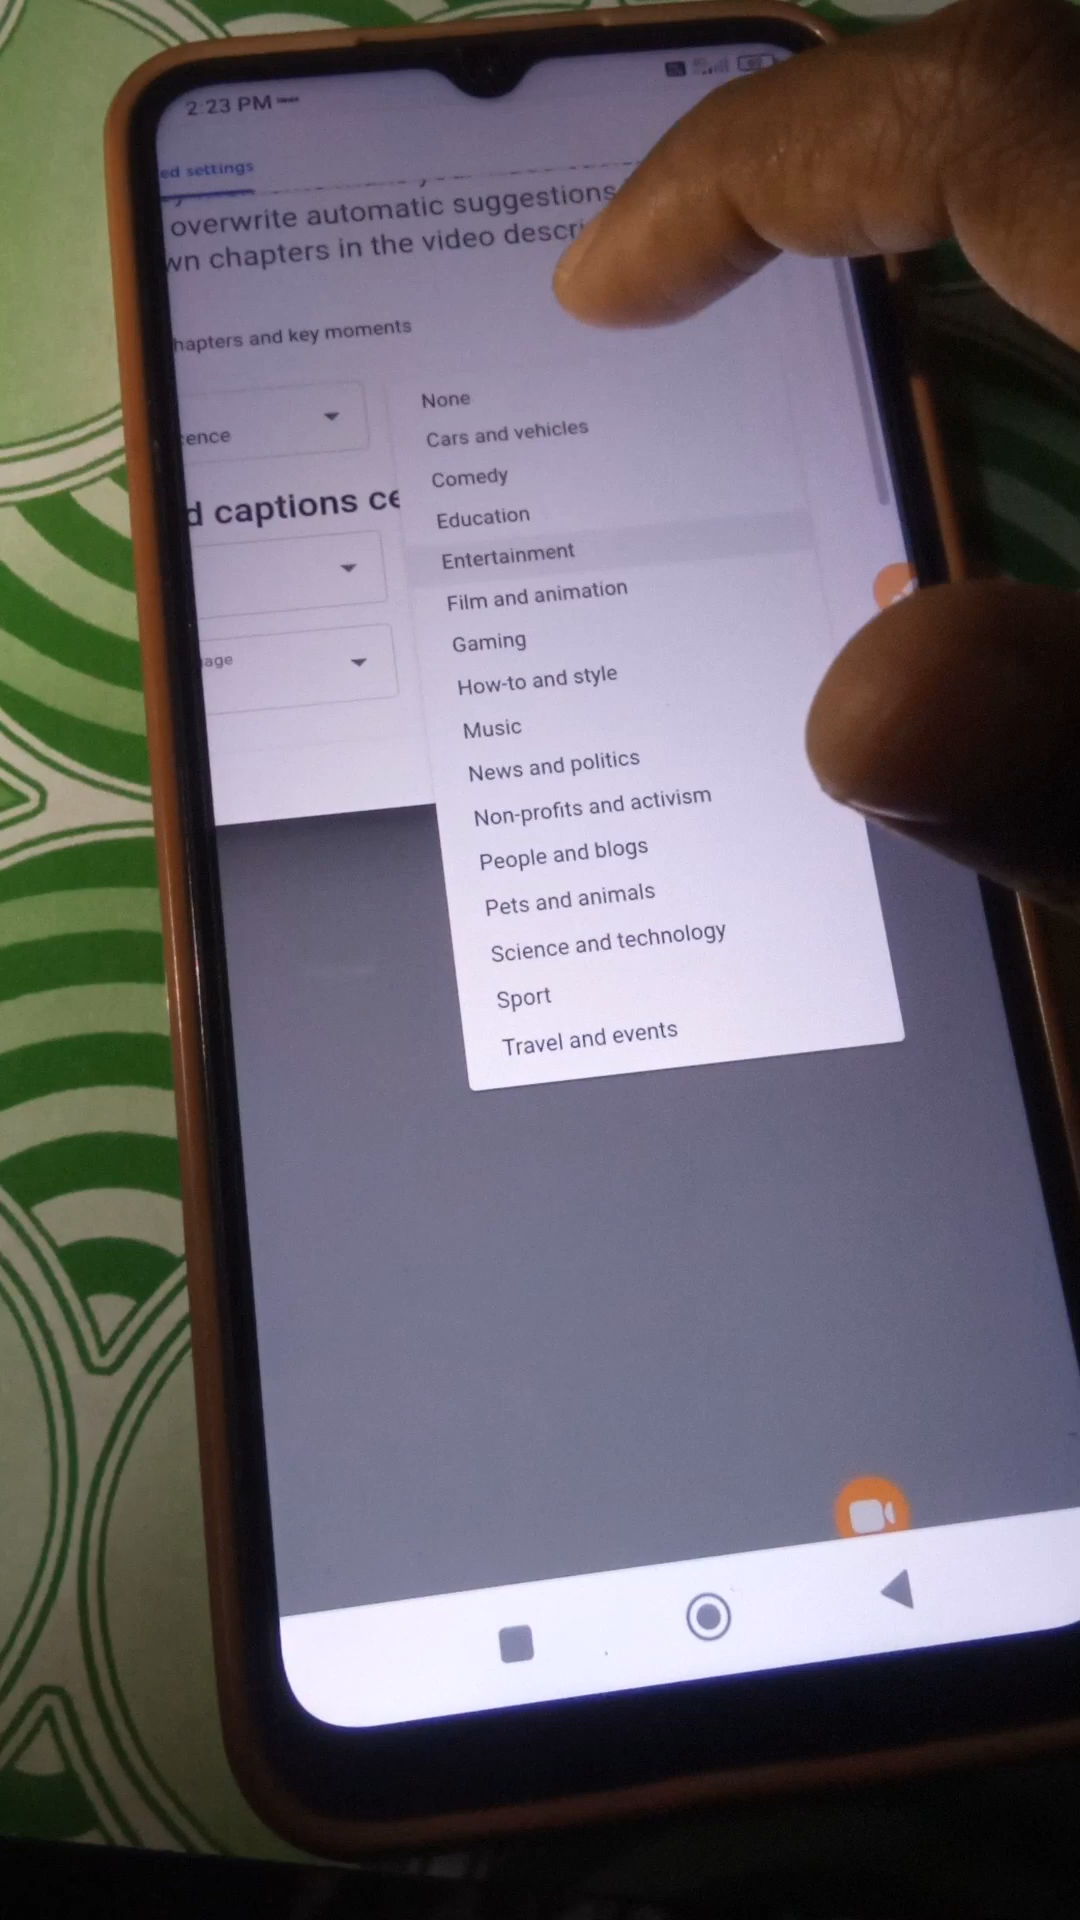 2:23 PM
ed settings
overwrite automatic suggestions
wn chapters in the video descri
hapters and key moments
ence
d captions ce
age
None
Cars and vehicles
Comedy
Education
Entertainment
Film and animation
Gaming
How-to and style
Music
News and politics
Non-profits and activism
People and blogs
Pets and animals
Science and technology
Sport
Travel and events